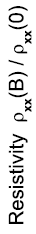 Resistivity ρxx(B) / ρxx(0)